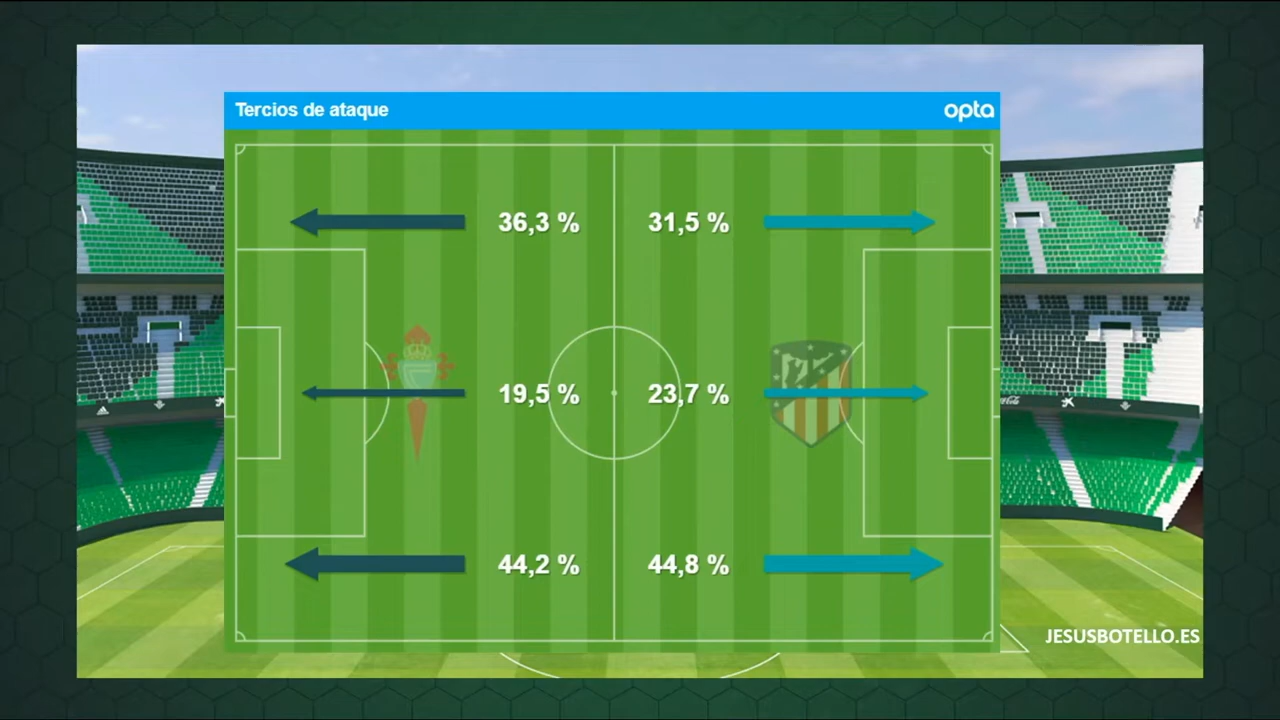 Tercios de ataque
opta
36,3 % 31,5 %
19,5 % 23,7 %
44,2 % 44,8 %
JESUSBOTELLO.ES